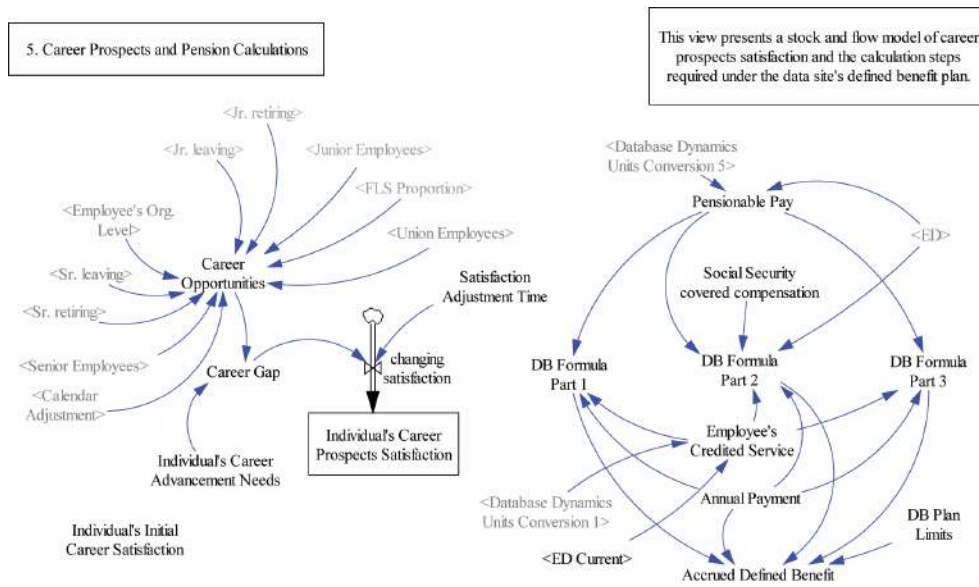 5. Career Prospects and Pension Calculations
This view presents a stock and flow model of career
prospects satisfaction and the calculation steps
required under the data site's defined benefit plan.
<Jr. retiring>
<Jr. leaving>
<Junior Employees>
<FLS Proportion>
<Employee's Org.
Level>
<Union Employees>
Career
Opportunities
<Sr. leaving>
<Sr. retiring>
<Senior Employees>
<Calendar
Adjustment>
Satisfaction
Adjustment Time
Career Gap
changing
satisfaction
Individual's Career
Prospects Satisfaction
Individual's Career
Advancement Needs
Individual's Initial
Career Satisfaction
<Database Dynamics
Units Conversion 5>
Pensionable Pay
<ED>
Social Security
covered compensation
DB Formula
Part 1
DB Formula
Part 2
DB Formula
Part 3
Employee's
Credited Service
<Database Dynamics
Units Conversion 1>
Annual Payment
<ED Current>
DB Plan
Limits
Accrued Defined Benefit